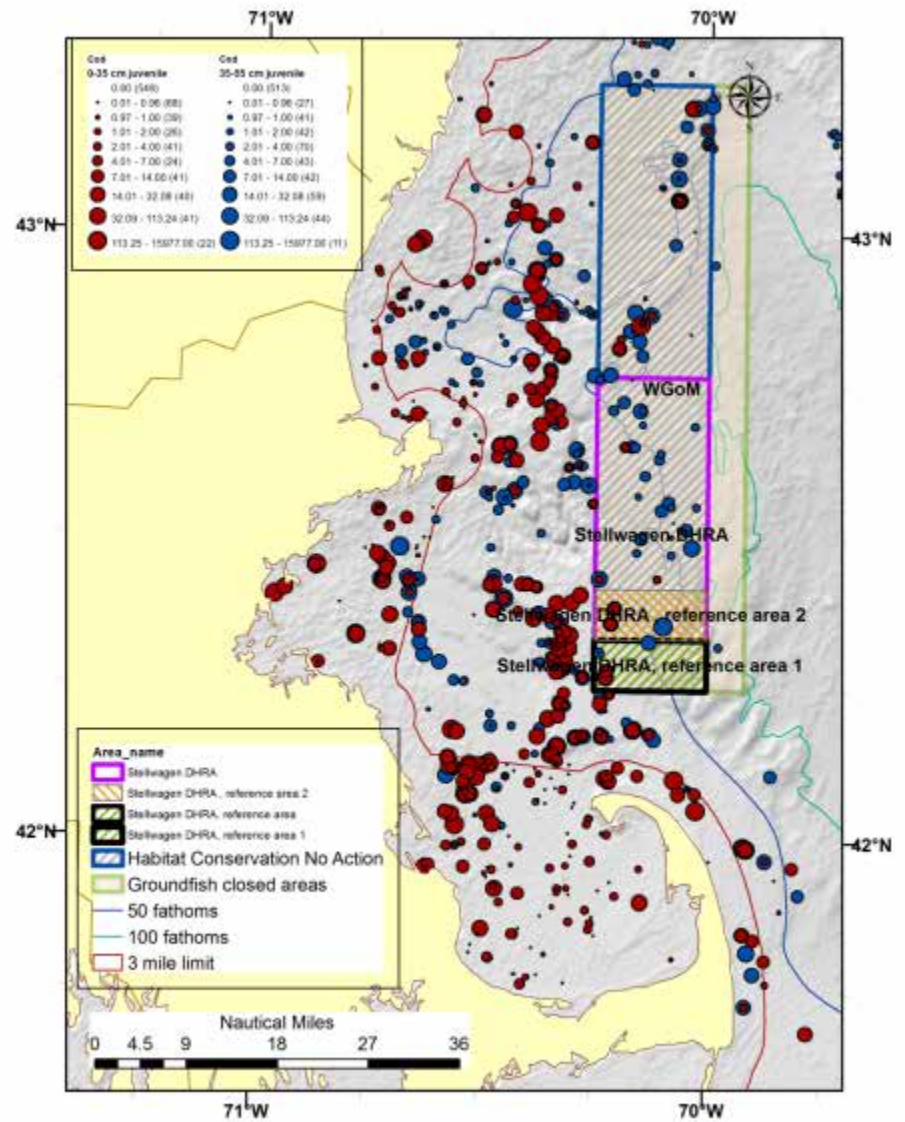 71°W 70°W
Cod Cod
0-35 cm juvenile 35-85 cm juvenile
0.00 (548) 0.00 (513)
0.01 - 0.96 (68) 0.01 - 0.96 (27)
0.97 - 1.00 (39) 0.97 - 1.00 (41)
1.01 - 2.00 (26) 1.01 - 2.00 (42)
2.01 - 4.00 (41) 2.01 - 4.00 (70)
4.01 - 7.00 (24) 4.01 - 7.00 (43)
7.01 - 14.00 (41) 7.01 - 14.00 (42)
14.01 - 32.08 (40) 14.01 - 32.08 (59)
32.09 - 113.24 (41) 32.09 - 113.24 (44)
113.25 - 15977.00 (22) 113.25 - 15977.00 (11)
43°N 43°N
WGoM
Stellwagen DHRA
Stellwagen DHRA , reference area 2
Stellwagen DHRA, reference area 1
Area_name
Stellwagen DHRA
Stellwagen DHRA , reference area 2
Stellwagen DHRA, reference area
Stellwagen DHRA, reference area 1
Habitat Conservation No Action
Groundfish closed areas
50 fathoms
100 fathoms
3 mile limit
42°N 42°N
Nautical Miles
0 4.5 9 18 27 36
71°W 70°W